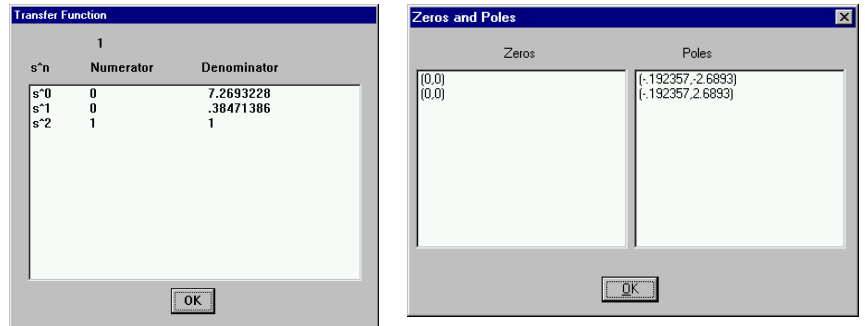 Transfer Function
1
s^n Numerator Denominator
s^0 0 7.2693228
s^1 0 .38471386
s^2 1 1
OK
Zeros and Poles
Zeros Poles
(0,0) (-.192357,-2.6893)
(0,0) (-.192357,2.6893)
OK